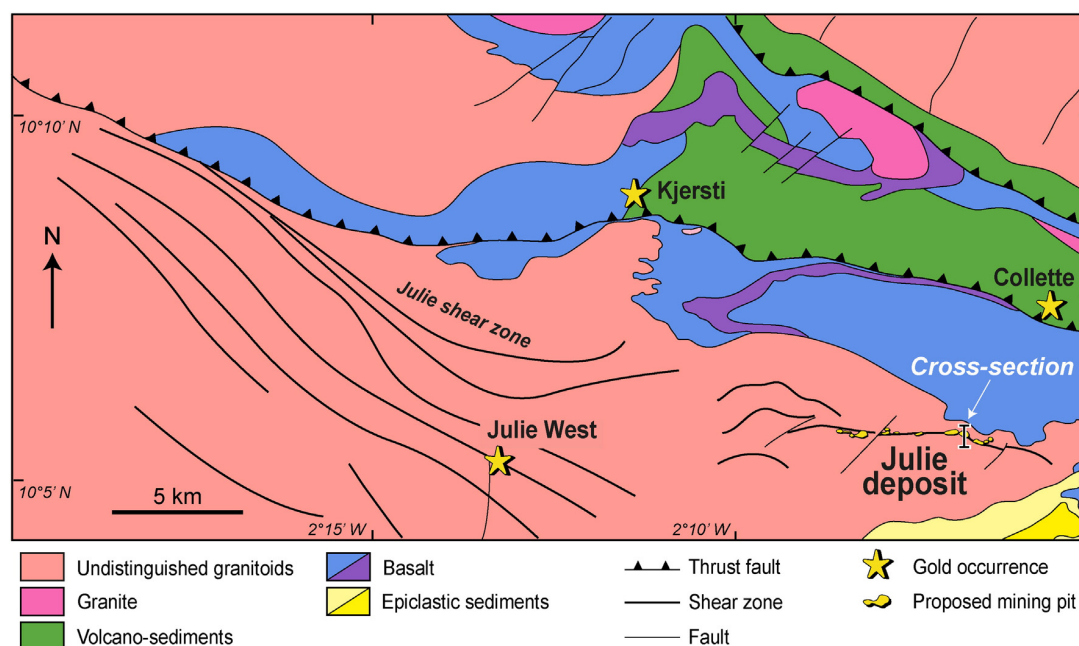 10°10' N
Kjersti
N
Collette
Julie shear zone
Cross-section
Julie West
Julie
deposit
10°5' N
5 km
2°15' W
2°10' W
Undistinguished granitoids
Basalt
Thrust fault
Gold occurrence
Granite
Epiclastic sediments
Shear zone
Proposed mining pit
Volcano-sediments
Fault